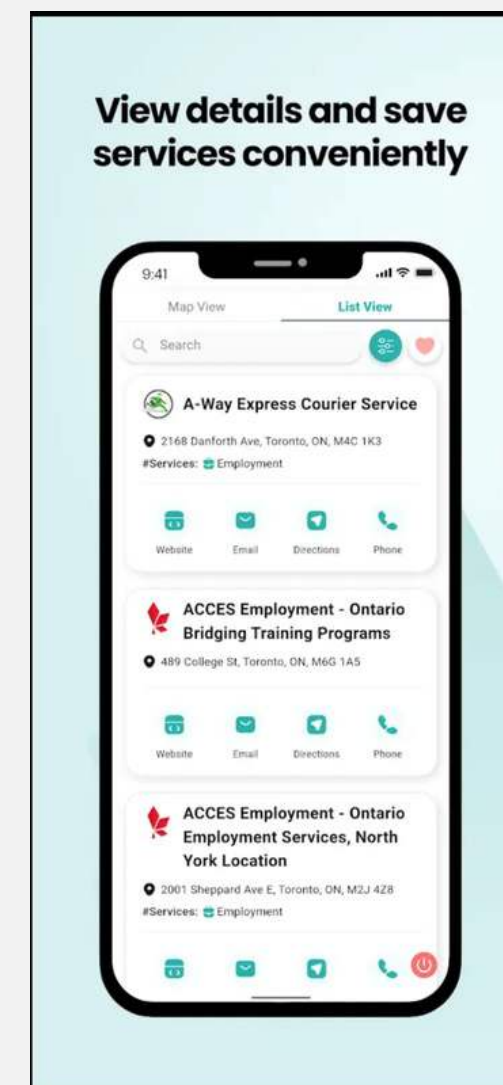 View details and save
services conveniently
9:41
Map View
List View
Search
A-Way Express Courier Service
2168 Danforth Ave, Toronto, ON, M4C 1K3
#Services: Employment
Website
Email
Directions
Phone
ACCES Employment - Ontario
Bridging Training Programs
489 College St, Toronto, ON, M6G 1A5
Website
Email
Directions
Phone
ACCES Employment - Ontario
Employment Services, North
York Location
2001 Sheppard Ave E, Toronto, ON, M2J 4Z8
#Services: Employment